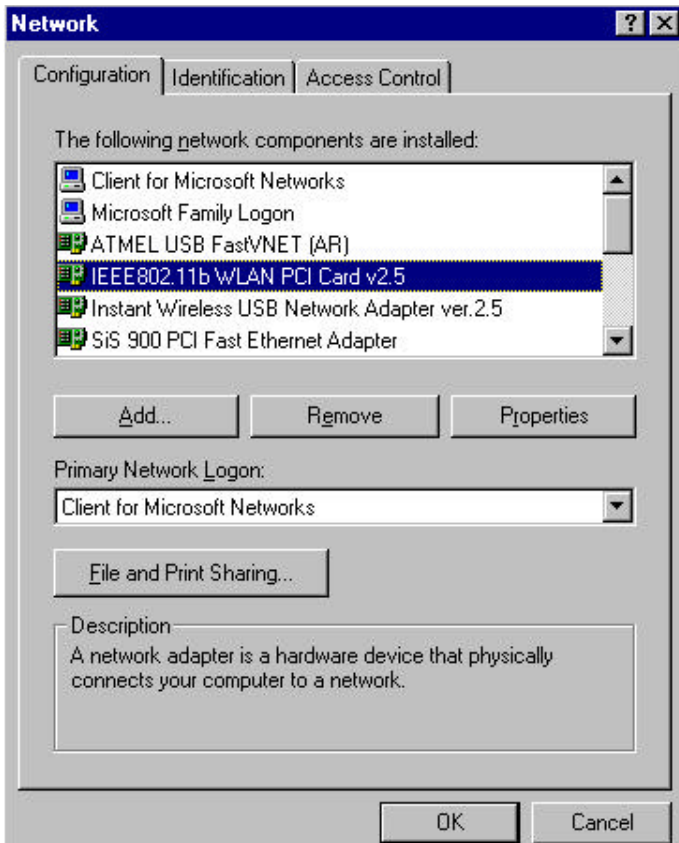 Network
Configuration Identification Access Control
The following network components are installed:
Client for Microsoft Networks
Microsoft Family Logon
ATMEL USB FastVNET (AR)
IEEE802.11b WLAN PCI Card v2.5
Instant Wireless USB Network Adapter ver.2.5
SiS 900 PCI Fast Ethernet Adapter
Add... Remove Properties
Primary Network Logon:
Client for Microsoft Networks
File and Print Sharing...
Description
A network adapter is a hardware device that physically
connects your computer to a network.
OK Cancel